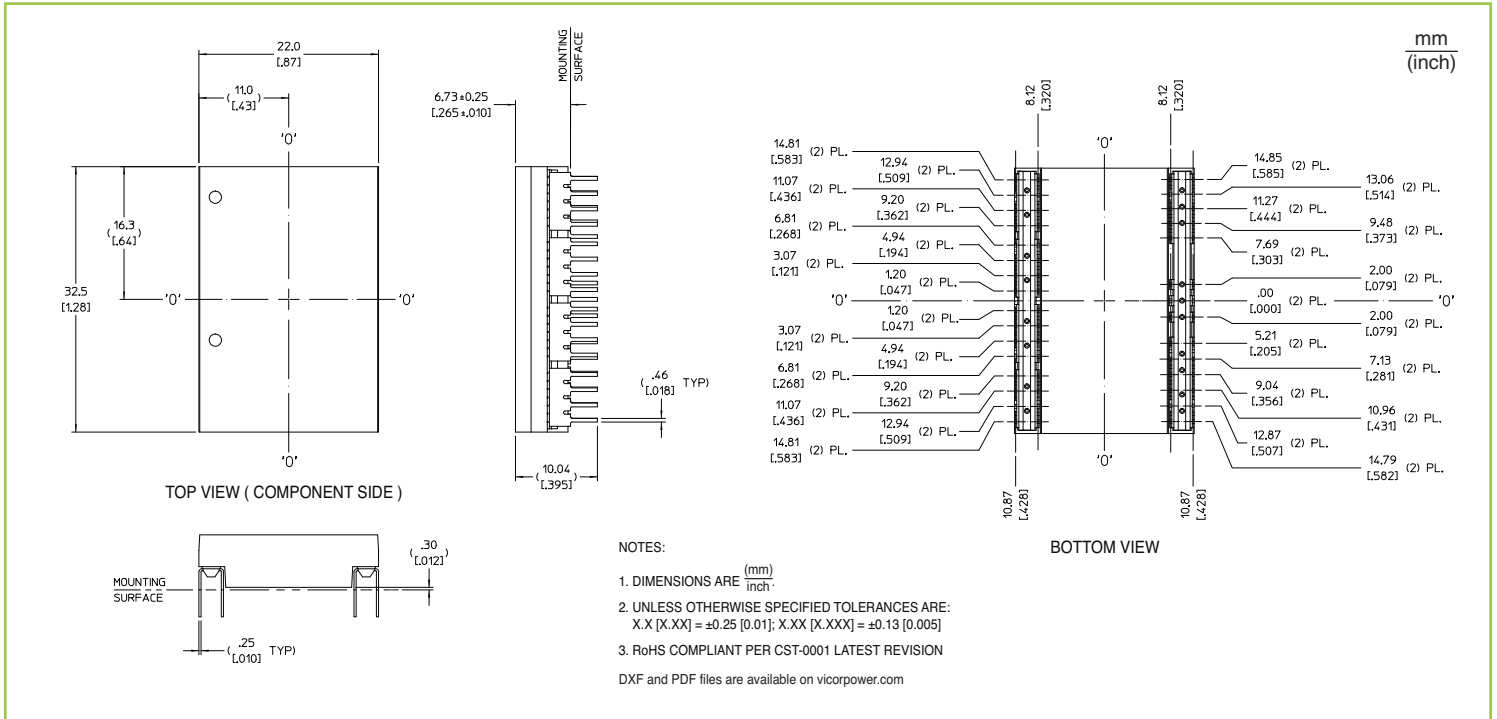 mm
(inch)
22.0
[.87]
(11.0
[.43])
'0'
(16.3
[.64])
32.5
[1.28]
'0'
'0'
'0'
TOP VIEW ( COMPONENT SIDE )
6.73±0.25
[.265±.010]
MOUNTING
SURFACE
(.46
[.018] TYP)
(10.04
[.395])
MOUNTING
SURFACE
(.30
[.012])
(.25
[.010] TYP)
8.12
[.320]
8.12
[.320]
'0'
14.81
[.583] (2) PL.
12.94
[.509] (2) PL.
11.07
[.436] (2) PL.
9.20
[.362] (2) PL.
6.81
[.268] (2) PL.
4.94
[.194] (2) PL.
3.07
[.121] (2) PL.
1.20
[.047] (2) PL.
'0'
1.20
[.047] (2) PL.
3.07
[.121] (2) PL.
4.94
[.194] (2) PL.
6.81
[.268] (2) PL.
9.20
[.362] (2) PL.
11.07
[.436] (2) PL.
12.94
[.509] (2) PL.
14.81
[.583] (2) PL.
14.85
[.585] (2) PL.
13.06
[.514] (2) PL.
11.27
[.444] (2) PL.
9.48
[.373] (2) PL.
7.69
[.303] (2) PL.
2.00
[.079] (2) PL.
.00
[.000] (2) PL.
'0'
2.00
[.079] (2) PL.
5.21
[.205] (2) PL.
7.13
[.281] (2) PL.
9.04
[.356] (2) PL.
10.96
[.431] (2) PL.
12.87
[.507] (2) PL.
14.79
[.582] (2) PL.
'0'
10.87
[.428]
10.87
[.428]
BOTTOM VIEW
NOTES:
1. DIMENSIONS ARE (mm)
inch.
2. UNLESS OTHERWISE SPECIFIED TOLERANCES ARE:
X.X [X.XX] = ±0.25 [0.01]; X.XX [X.XXX] = ±0.13 [0.005]
3. RoHS COMPLIANT PER CST-0001 LATEST REVISION
DXF and PDF files are available on vicorpower.com